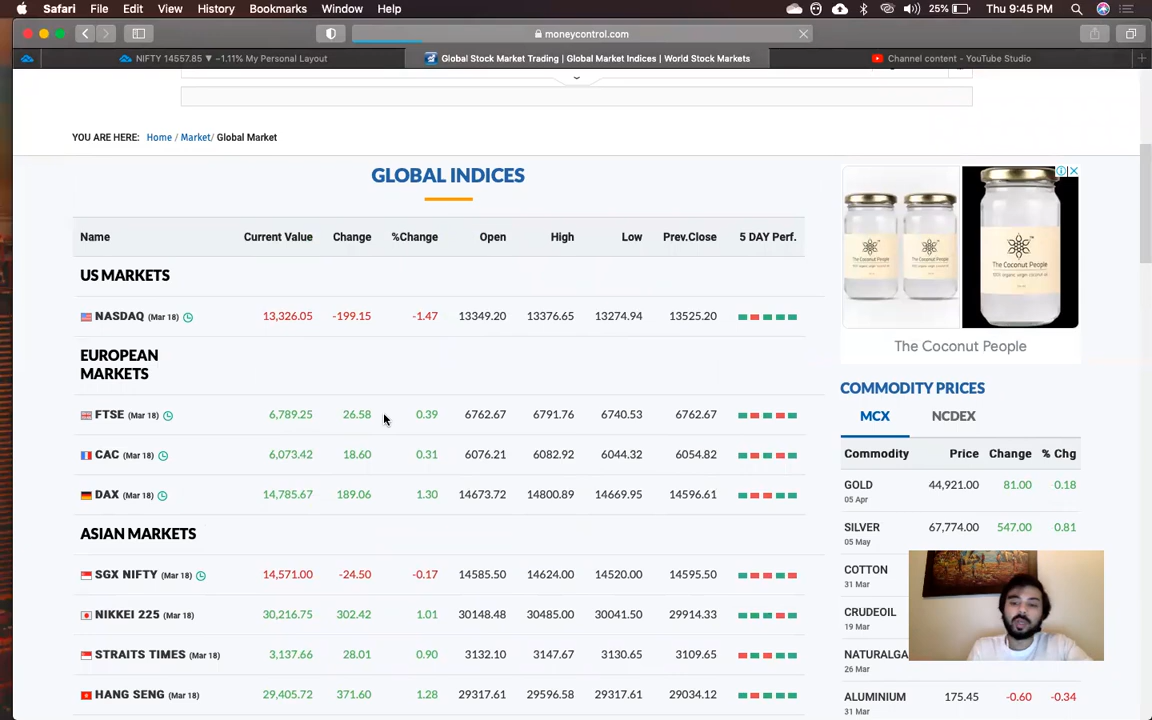 Safari File Edit View History Bookmarks Window Help 25% Thu 9:45 PM
moneycontrol.com
NIFTY 14557.85 ▼ −1.11% My Personal Layout
Global Stock Market Trading | Global Market Indices | World Stock Markets
Channel content - YouTube Studio
YOU ARE HERE: Home / Market/ Global Market
GLOBAL INDICES
Name Current Value Change %Change Open High Low Prev.Close 5 DAY Perf.
US MARKETS
NASDAQ (Mar 18) 13,326.05 -199.15 -1.47 13349.20 13376.65 13274.94 13525.20
EUROPEAN
MARKETS
FTSE (Mar 18) 6,789.25 26.58 0.39 6762.67 6791.76 6740.53 6762.67
CAC (Mar 18) 6,073.42 18.60 0.31 6076.21 6082.92 6044.32 6054.82
DAX (Mar 18) 14,785.67 189.06 1.30 14673.72 14800.89 14669.95 14596.61
ASIAN MARKETS
SGX NIFTY (Mar 18) 14,571.00 -24.50 -0.17 14585.50 14624.00 14520.00 14595.50
NIKKEI 225 (Mar 18) 30,216.75 302.42 1.01 30148.48 30485.00 30041.50 29914.33
STRAITS TIMES (Mar 18) 3,137.66 28.01 0.90 3132.10 3147.67 3130.65 3109.65
HANG SENG (Mar 18) 29,405.72 371.60 1.28 29317.61 29596.58 29317.61 29034.12
The Coconut People
The Coconut People
The Coconut People
COMMODITY PRICES
MCX NCDEX
Commodity Price Change % Chg
GOLD 44,921.00 81.00 0.18
05 Apr
SILVER 67,774.00 547.00 0.81
05 May
COTTON
31 Mar
CRUDEOIL
19 Mar
NATURALGA
26 Mar
ALUMINIUM 175.45 -0.60 -0.34
31 Mar